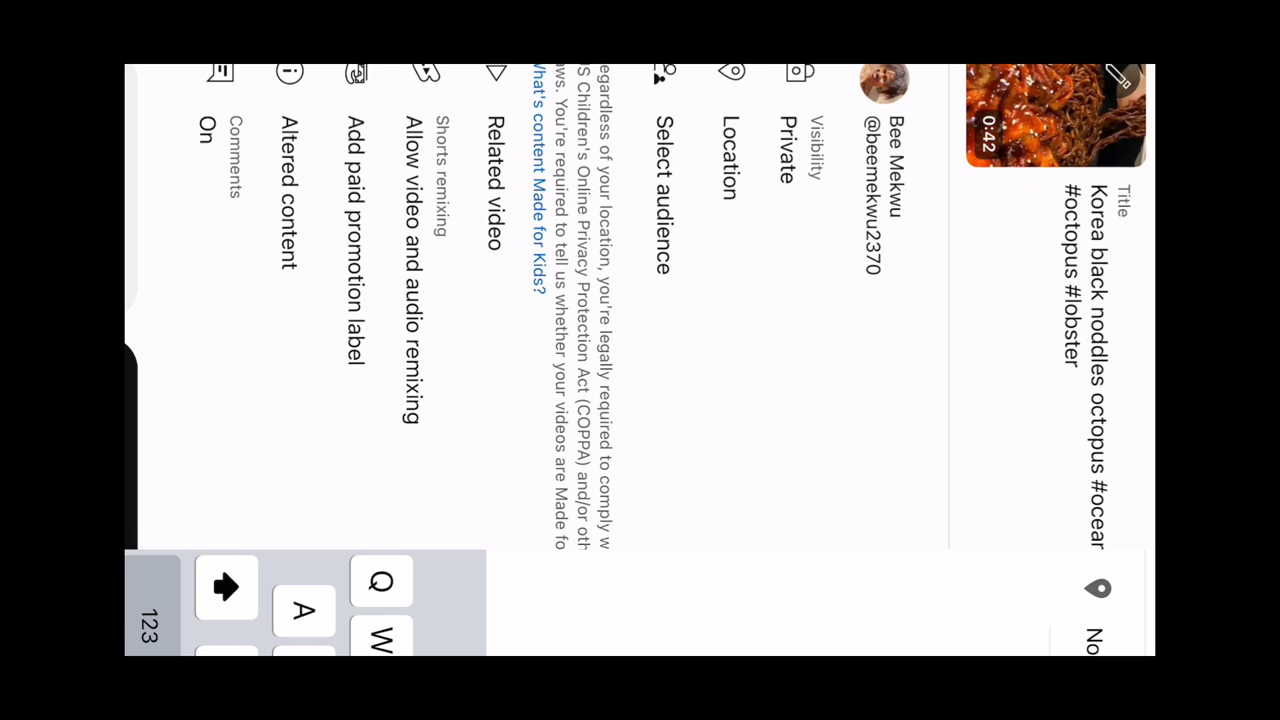 0:42
Title
Korea black noddles octopus #ocear
#octopus #lobster
Bee Mekwu
@beemekwu2370
Visibility
Private
Location
Select audience
egardless of your location, you're legally required to comply w
S Children's Online Privacy Protection Act (COPPA) and/or oth
aws. You're required to tell us whether your videos are Made fo
What's content Made for Kids?
Related video
Shorts remixing
Allow video and audio remixing
Add paid promotion label
Altered content
Comments
On
No
Q W
A
123